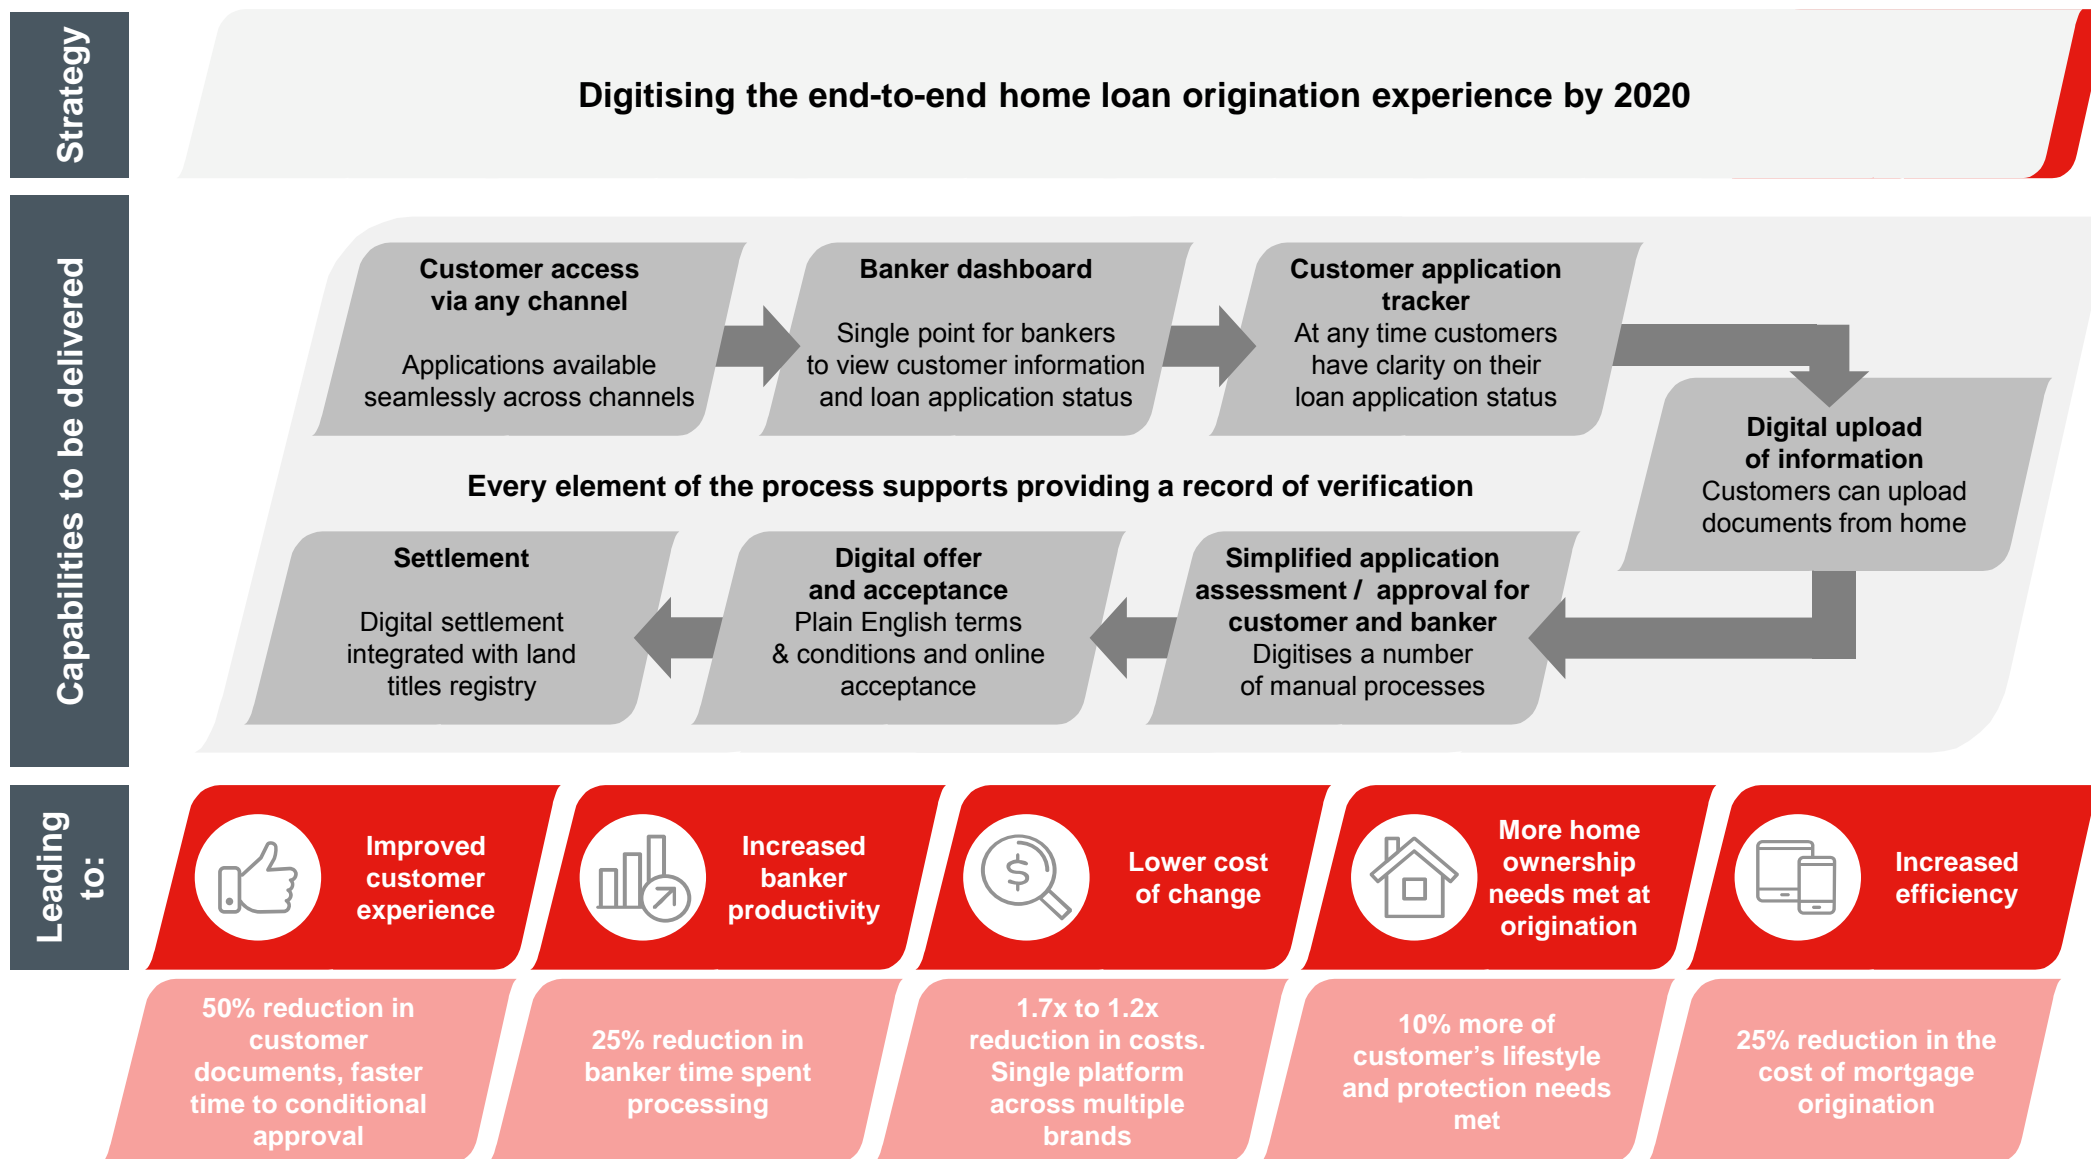 Strategy
Digitising the end-to-end home loan origination experience by 2020
Capabilities to be delivered
Customer access
via any channel
Applications available
seamlessly across channels
Banker dashboard
Single point for bankers
to view customer information
and loan application status
Customer application
tracker
At any time customers
have clarity on their
loan application status
Digital upload
of information
Customers can upload
documents from home
Every element of the process supports providing a record of verification
Simplified application
assessment / approval for
customer and banker
Digitises a number
of manual processes
Digital offer
and acceptance
Plain English terms
& conditions and online
acceptance
Settlement
Digital settlement
integrated with land
titles registry
Leading
to:
Improved
customer
experience
Increased
banker
productivity
$
Lower cost
of change
More home
ownership
needs met at
origination
Increased
efficiency
50% reduction in
customer
documents, faster
time to conditional
approval
25% reduction in
banker time spent
processing
1.7x to 1.2x
reduction in costs.
Single platform
across multiple
brands
10% more of
customer’s lifestyle
and protection needs
met
25% reduction in the
cost of mortgage
origination